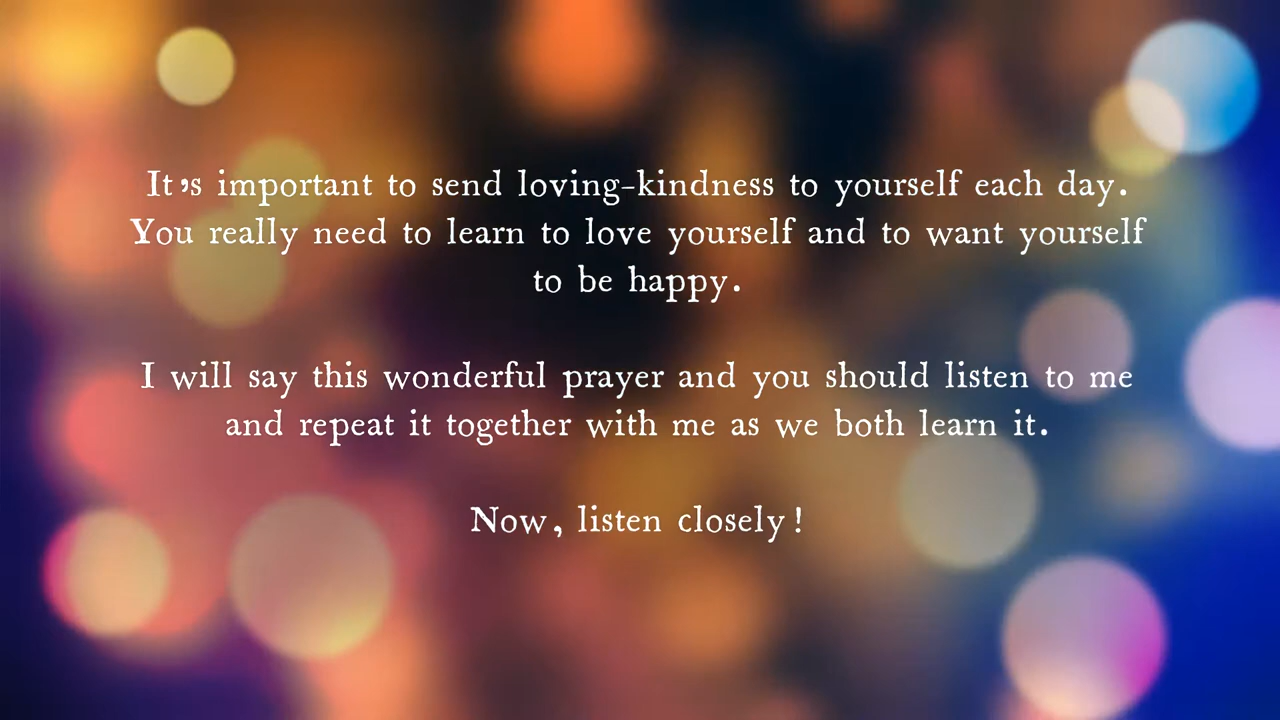 It's important to send loving-kindness to yourself each day.
You really need to learn to love yourself and to want yourself
to be happy.
I will say this wonderful prayer and you should listen to me
and repeat it together with me as we both learn it.
Now, listen closely!